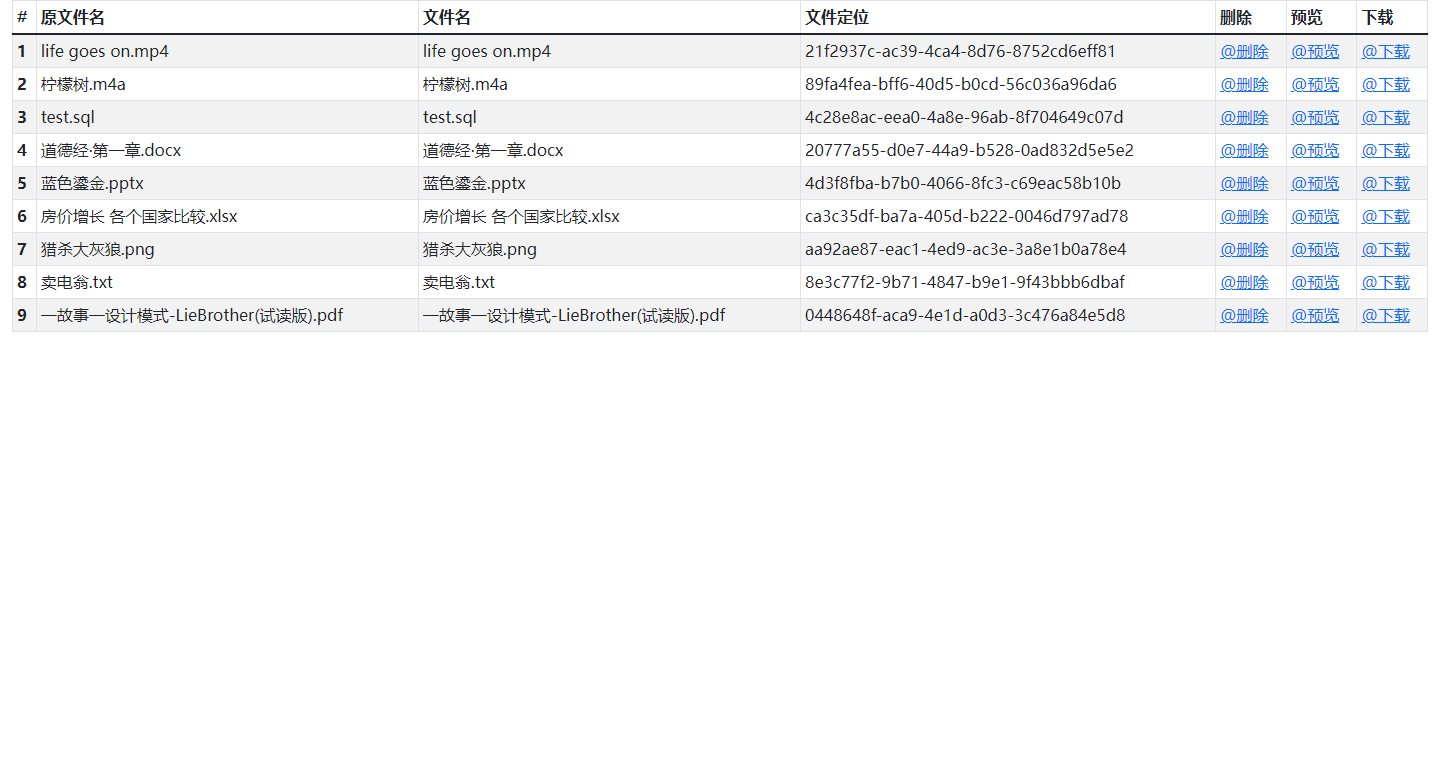 # 原文件名 文件名 文件定位 删除 预览 下载
1 life goes on.mp4 life goes on.mp4 21f2937c-ac39-4ca4-8d76-8752cd6eff81 @删除 @预览 @下载
2 柠檬树.m4a 柠檬树.m4a 89fa4fea-bff6-40d5-b0cd-56c036a96da6 @删除 @预览 @下载
3 test.sql test.sql 4c28e8ac-eea0-4a8e-96ab-8f704649c07d @删除 @预览 @下载
4 道德经·第一章.docx 道德经·第一章.docx 20777a55-d0e7-44a9-b528-0ad832d5e5e2 @删除 @预览 @下载
5 蓝色鎏金.pptx 蓝色鎏金.pptx 4d3f8fba-b7b0-4066-8fc3-c69eac58b10b @删除 @预览 @下载
6 房价增长 各个国家比较.xlsx 房价增长 各个国家比较.xlsx ca3c35df-ba7a-405d-b222-0046d797ad78 @删除 @预览 @下载
7 猎杀大灰狼.png 猎杀大灰狼.png aa92ae87-eac1-4ed9-ac3e-3a8e1b0a78e4 @删除 @预览 @下载
8 卖电翁.txt 卖电翁.txt 8e3c77f2-9b71-4847-b9e1-9f43bbb6dbaf @删除 @预览 @下载
9 一故事一设计模式-LieBrother(试读版).pdf 一故事一设计模式-LieBrother(试读版).pdf 0448648f-aca9-4e1d-a0d3-3c476a84e5d8 @删除 @预览 @下载